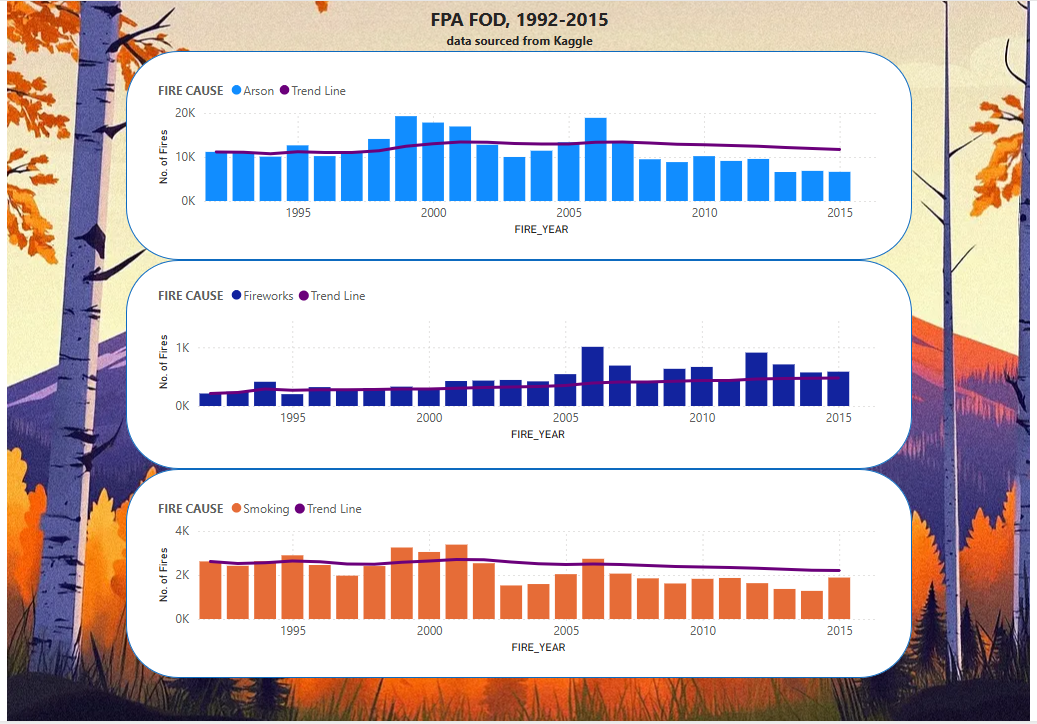 FPA FOD, 1992-2015
data sourced from Kaggle
FIRE CAUSE Arson Trend Line
20K
10K
0K
No. of Fires
1995 2000 2005 2010 2015
FIRE_YEAR
FIRE CAUSE Fireworks Trend Line
1K
0K
No. of Fires
1995 2000 2005 2010 2015
FIRE_YEAR
FIRE CAUSE Smoking Trend Line
4K
2K
0K
No. of Fires
1995 2000 2005 2010 2015
FIRE_YEAR